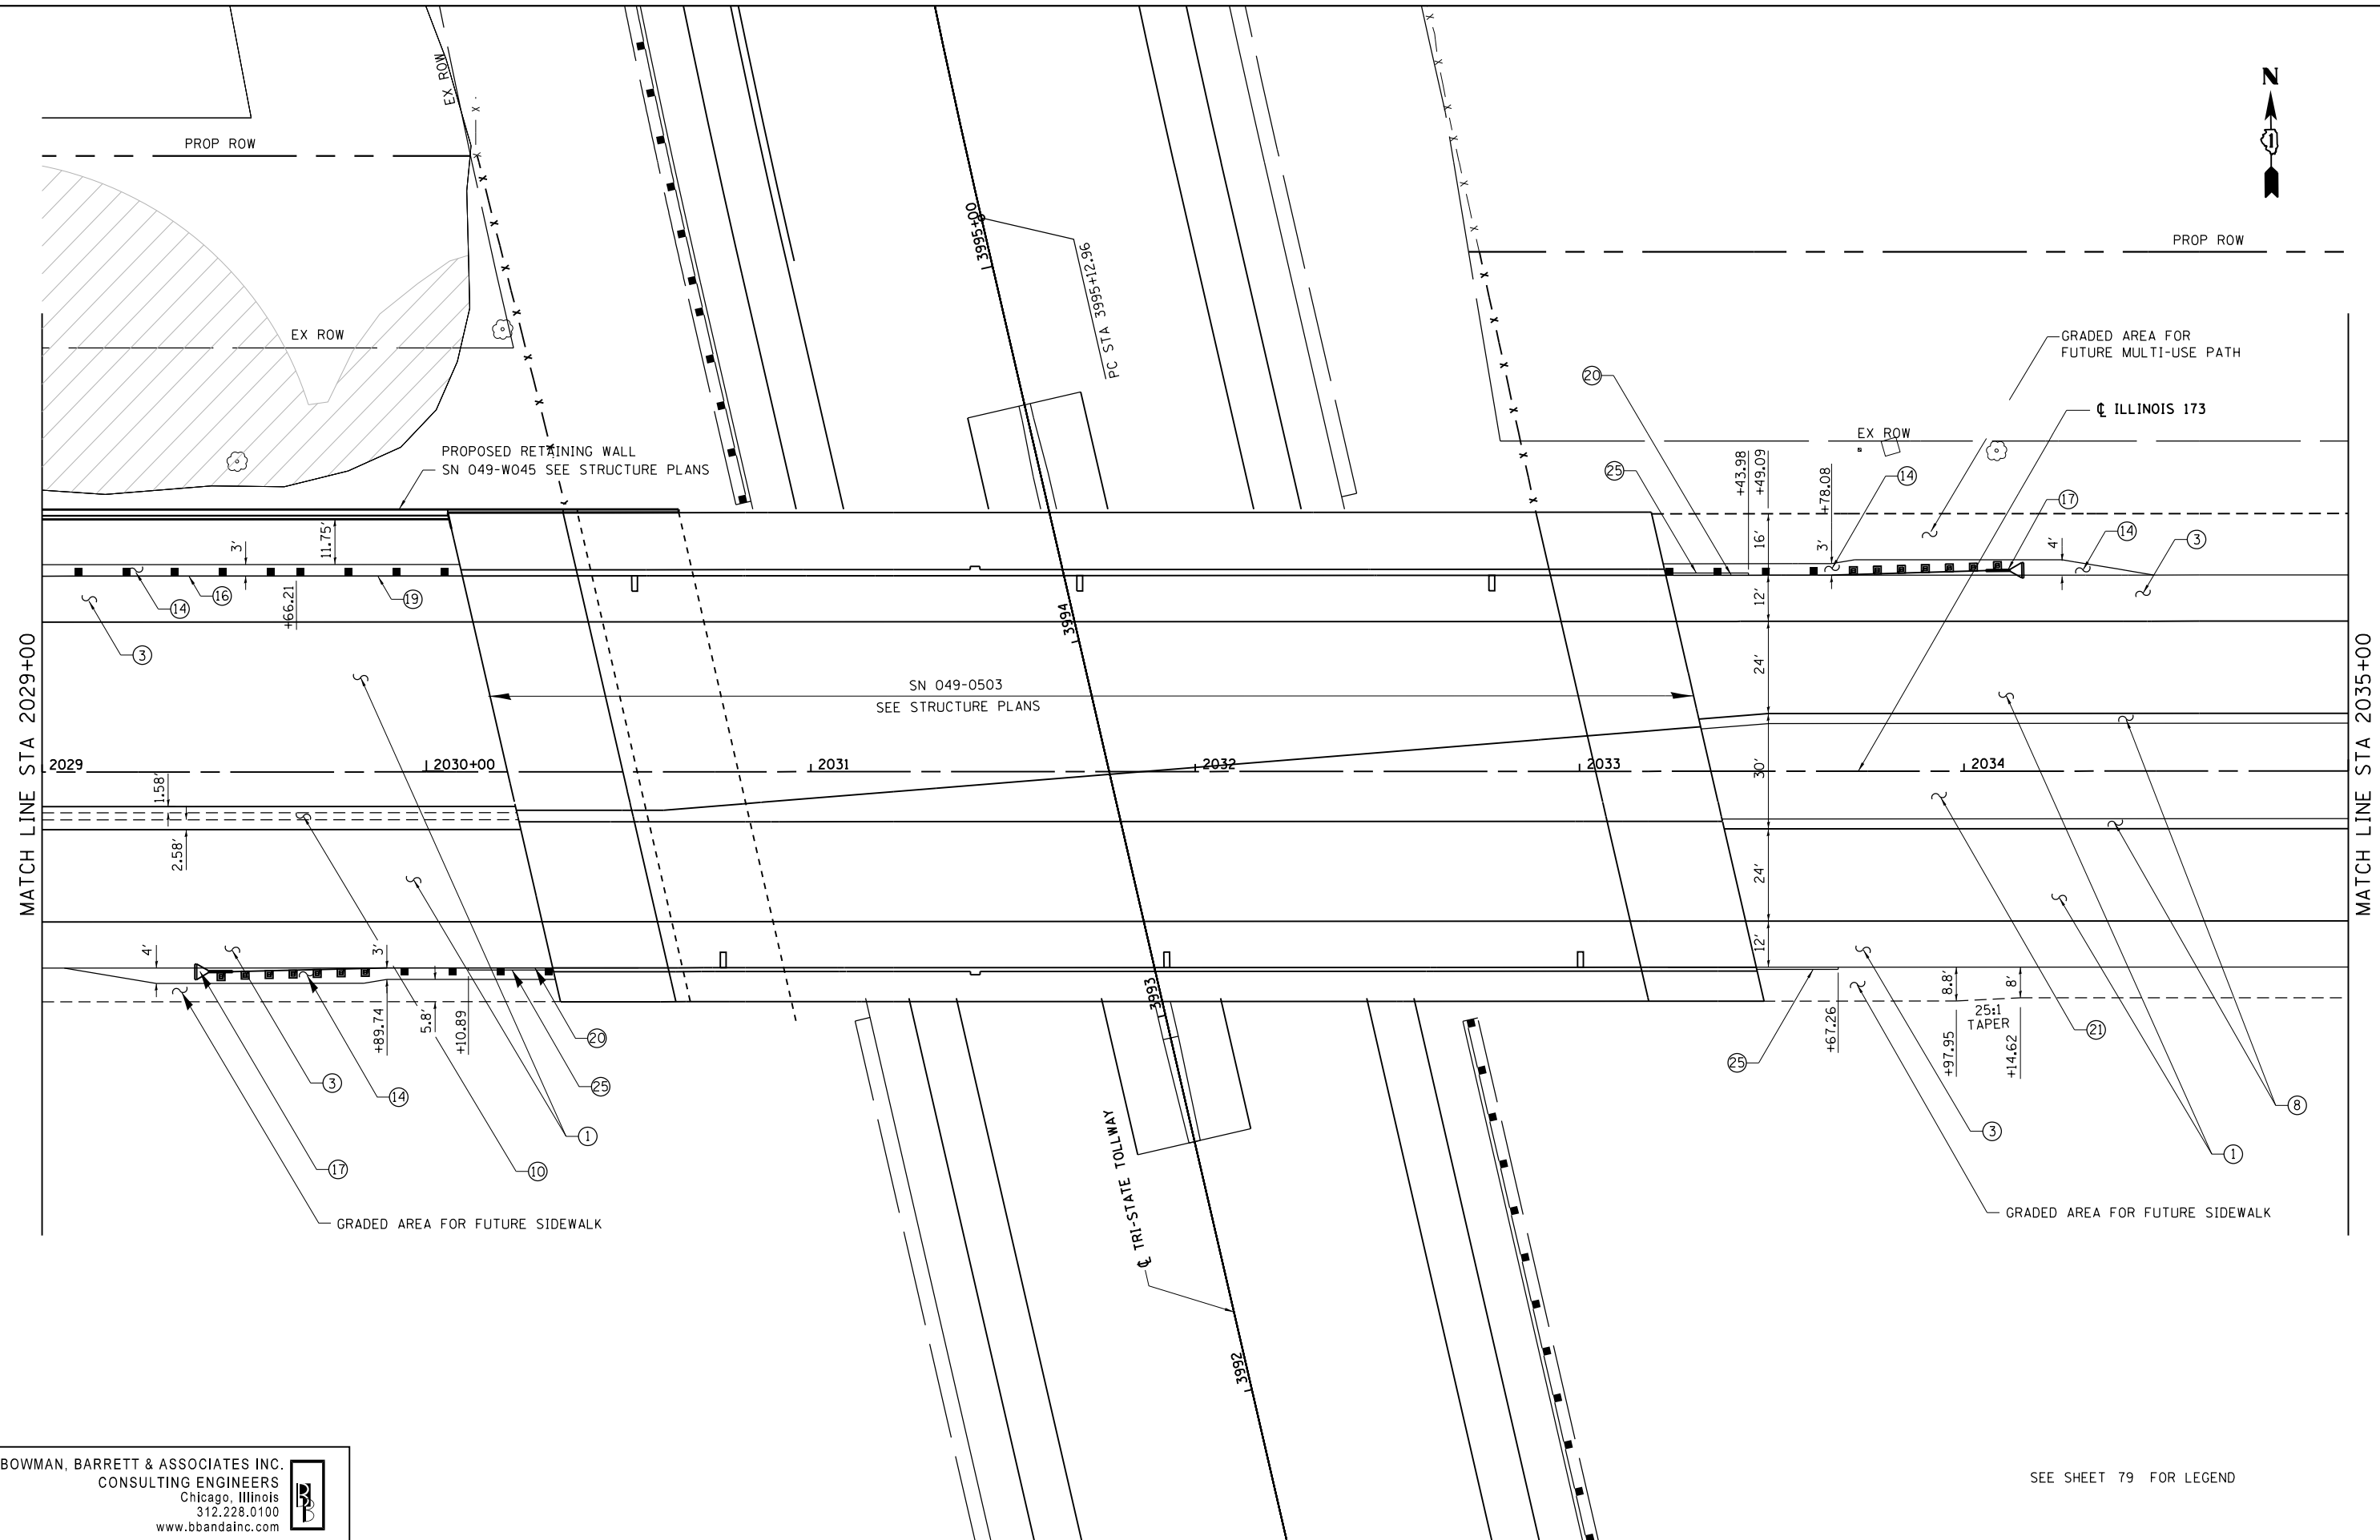 N
1
EX ROW
PROP ROW
PROP ROW
3995+00
PC STA 3995+12.96
EX ROW
GRADED AREA FOR
FUTURE MULTI-USE PATH
℄ ILLINOIS 173
EX ROW
PROPOSED RETAINING WALL
SN 049-W045 SEE STRUCTURE PLANS
20
25
+43.98
+49.09
+78.08
14
17
14
3
3'
11.75'
16'
3'
4'
14
16
+66.21
19
12'
3
3994
24'
SN 049-0503
SEE STRUCTURE PLANS
MATCH LINE STA 2029+00
MATCH LINE STA 2035+00
2029
2030+00
2031
2032
2033
30'
2034
1.58'
2.58'
24'
12'
4'
3'
3993
+89.74
5.8'
+10.89
20
25
3
14
1
17
10
GRADED AREA FOR FUTURE SIDEWALK
+67.26
8.8'
8'
25:1
TAPER
+97.95
+14.62
25
21
8
3
1
GRADED AREA FOR FUTURE SIDEWALK
℄ TRI-STATE TOLLWAY
3992
BOWMAN, BARRETT & ASSOCIATES INC.
CONSULTING ENGINEERS
Chicago, Illinois
312.228.0100
www.bbandainc.com
BB
SEE SHEET 79 FOR LEGEND